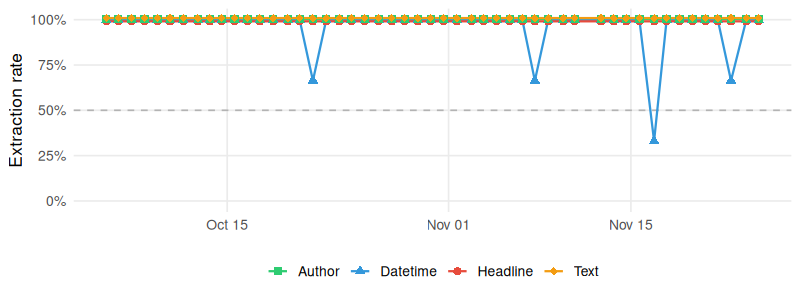 Extraction rate
100%
75%
50%
25%
0%
Oct 15 Nov 01 Nov 15
Author Datetime Headline Text